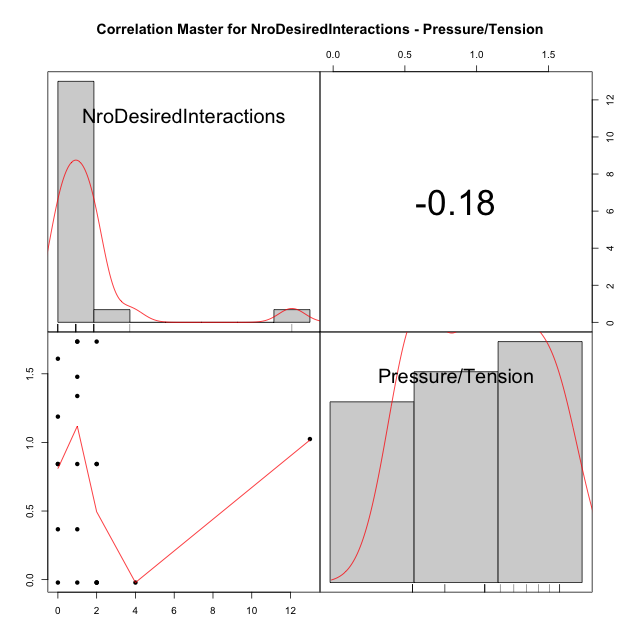 Correlation Master for NroDesiredInteractions - Pressure/Tension
0.0 0.5 1.0 1.5
NroDesiredInteractions
-0.18
12
10
8
6
4
2
0
Pressure/Tension
1.5
1.0
0.5
0.0
0 2 4 6 8 10 12